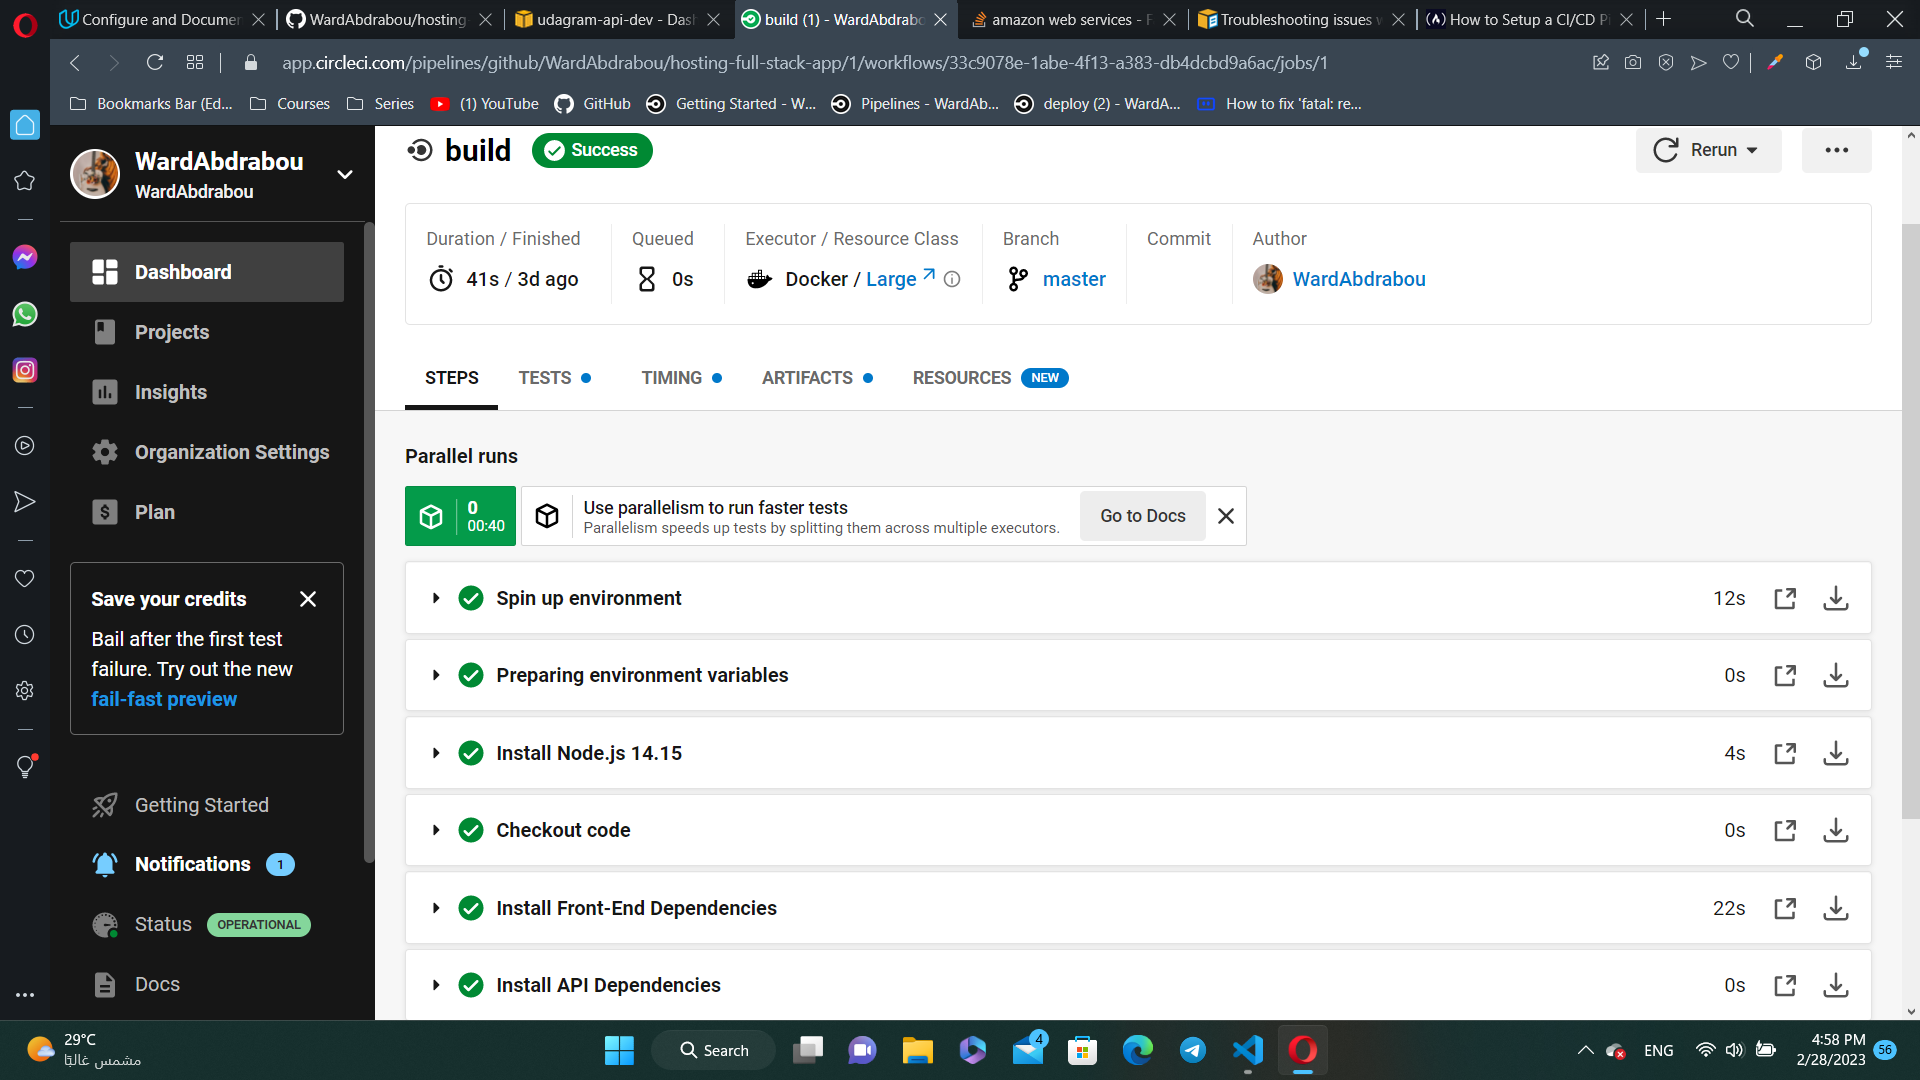 Configure and Documen
WardAbdrabou/hosting
udagram-api-dev - Das
build (1) - WardAbdrabo
amazon web services -
Troubleshooting issues
How to Setup a CI/CD
app.circleci.com/pipelines/github/WardAbdrabou/hosting-full-stack-app/1/workflows/33c9078e-1abe-4f13-a383-db4dcbd9a6ac/jobs/1
Bookmarks Bar (Ed...
Courses
Series
(1) YouTube
GitHub
Getting Started - W...
Pipelines - WardAb...
deploy (2) - WardA...
How to fix 'fatal: re...
WardAbdrabou
WardAbdrabou
Dashboard
Projects
Insights
Organization Settings
Plan
Save your credits
Bail after the first test
failure. Try out the new
fail-fast preview
Getting Started
Notifications 1
Status OPERATIONAL
Docs
build Success
Rerun
Duration / Finished
41s / 3d ago
Queued
0s
Executor / Resource Class
Docker / Large
Branch
master
Commit
Author
WardAbdrabou
STEPS
TESTS
TIMING
ARTIFACTS
RESOURCES NEW
Parallel runs
0
00:40
Use parallelism to run faster tests
Parallelism speeds up tests by splitting them across multiple executors.
Go to Docs
Spin up environment 12s
Preparing environment variables 0s
Install Node.js 14.15 4s
Checkout code 0s
Install Front-End Dependencies 22s
Install API Dependencies 0s
29°C
مشمس غالبًا
Search
4
ENG
4:58 PM
2/28/2023
56